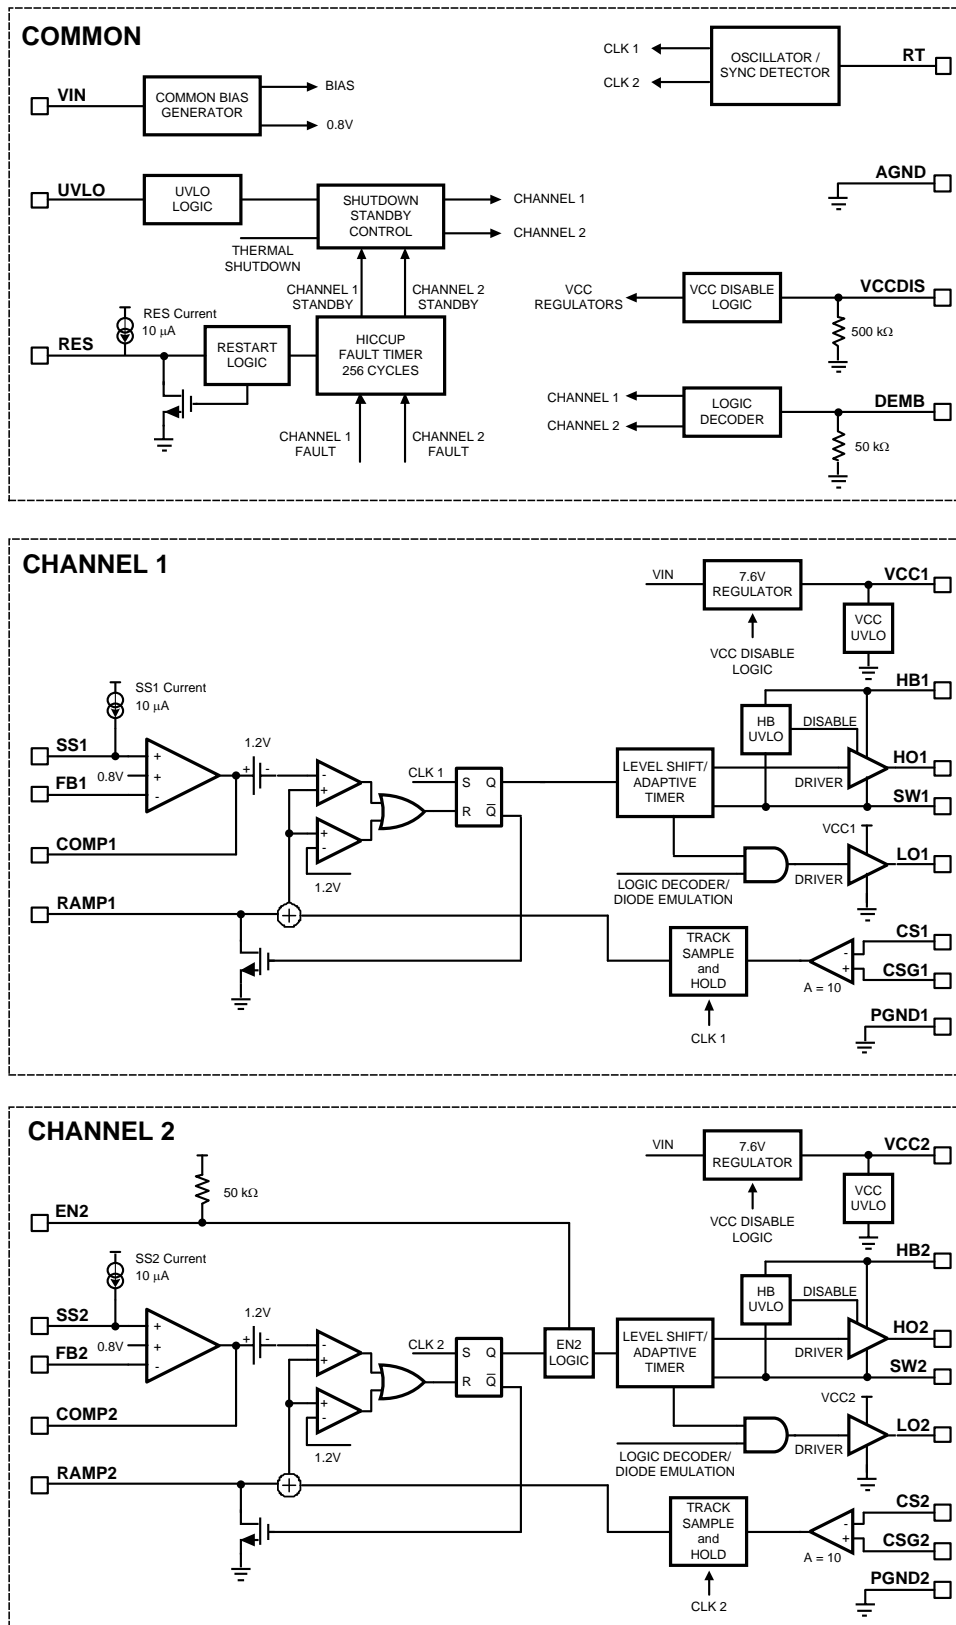 COMMON
CLK 1
OSCILLATOR /
SYNC DETECTOR
RT
CLK 2
VIN
COMMON BIAS
GENERATOR
BIAS
0.8V
AGND
UVLO
UVLO
LOGIC
SHUTDOWN
STANDBY
CONTROL
CHANNEL 1
CHANNEL 2
THERMAL
SHUTDOWN
CHANNEL 1
STANDBY
CHANNEL 2
STANDBY
VCC
REGULATORS
VCC DISABLE
LOGIC
VCCDIS
500 kΩ
RES Current
10 μA
RES
RESTART
LOGIC
HICCUP
FAULT TIMER
256 CYCLES
CHANNEL 1
CHANNEL 2
LOGIC
DECODER
DEMB
50 kΩ
CHANNEL 1
FAULT
CHANNEL 2
FAULT
CHANNEL 1
VIN
7.6V
REGULATOR
VCC1
VCC
UVLO
VCC DISABLE
LOGIC
SS1 Current
10 μA
HB1
HB
UVLO
DISABLE
SS1
+
0.8V
+
FB1
-
1.2V
+
-
-
+
CLK 1
S
Q
R
Q
LEVEL SHIFT/
ADAPTIVE
TIMER
DRIVER
HO1
SW1
COMP1
+
-
1.2V
VCC1
LOGIC DECODER/
DIODE EMULATION
DRIVER
LO1
RAMP1
+
TRACK
SAMPLE
and
HOLD
CLK 1
-
+
A = 10
CS1
CSG1
PGND1
CHANNEL 2
VIN
7.6V
REGULATOR
VCC2
VCC
UVLO
VCC DISABLE
LOGIC
50 kΩ
EN2
SS2 Current
10 μA
HB2
HB
UVLO
DISABLE
SS2
+
0.8V
+
FB2
-
1.2V
+
-
-
+
CLK 2
S
Q
R
Q
EN2
LOGIC
LEVEL SHIFT/
ADAPTIVE
TIMER
DRIVER
HO2
SW2
COMP2
+
-
1.2V
VCC2
LOGIC DECODER/
DIODE EMULATION
DRIVER
LO2
RAMP2
+
TRACK
SAMPLE
and
HOLD
CLK 2
-
+
A = 10
CS2
CSG2
PGND2